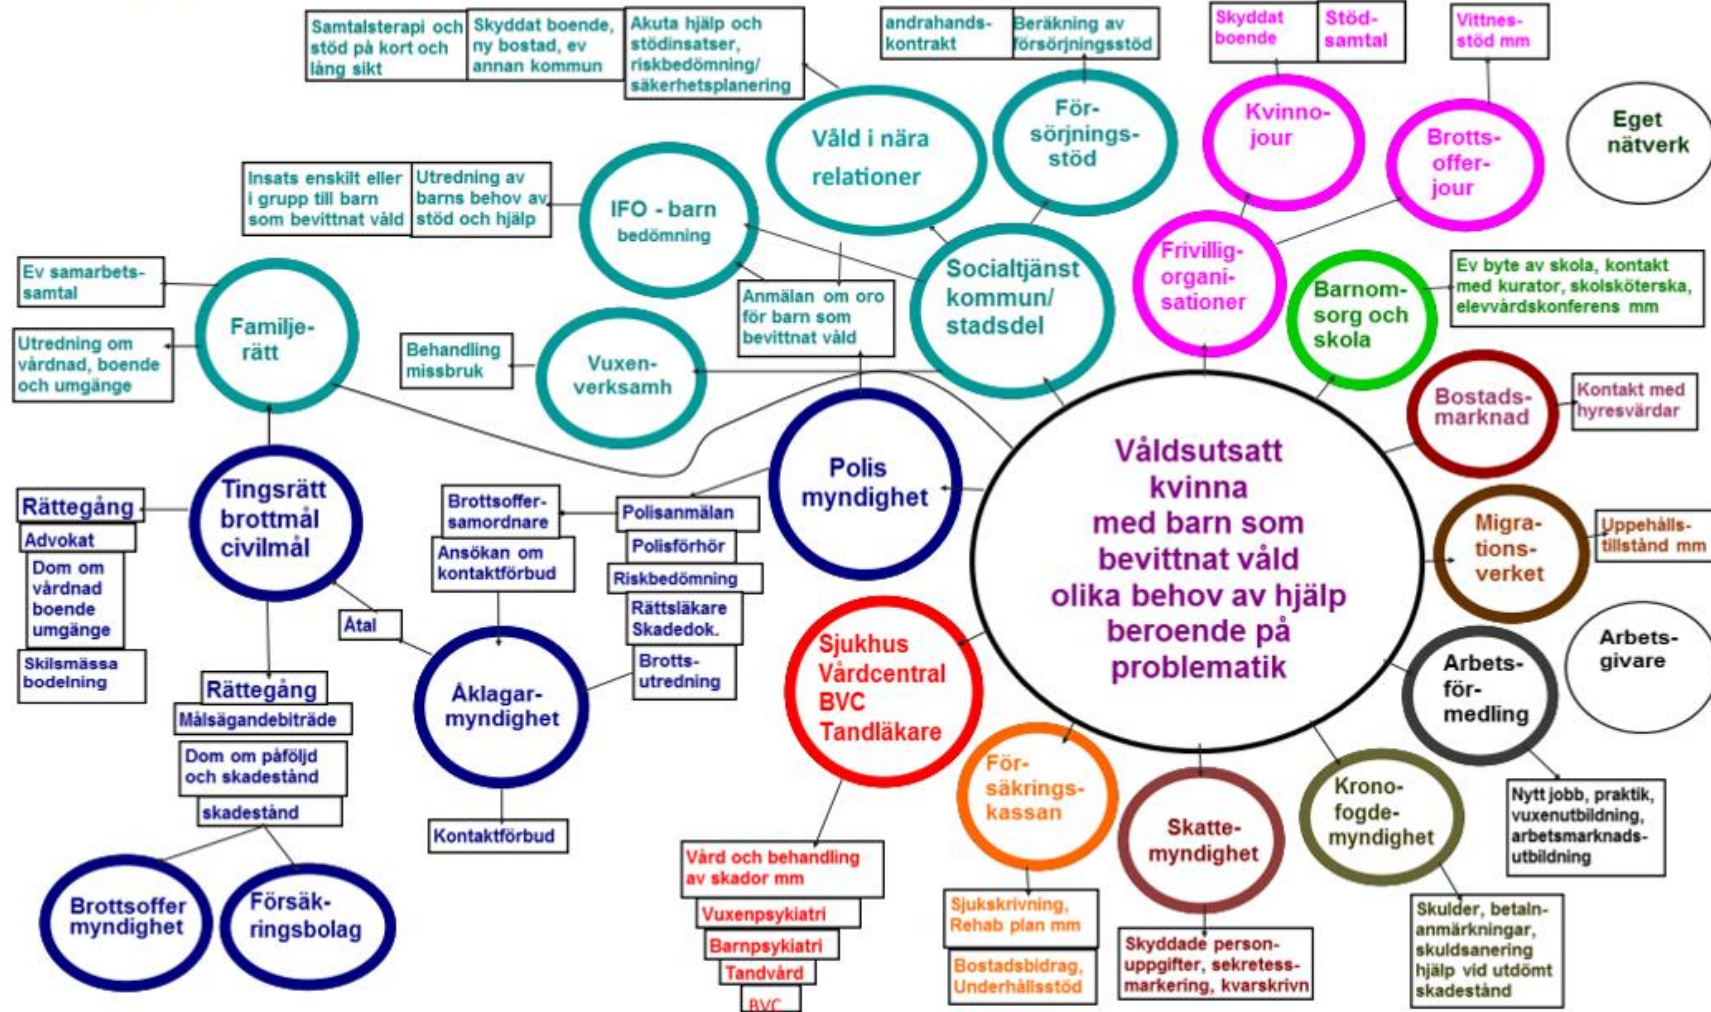 Samtalsterapi och
stöd på kort och
lång sikt
Skyddat boende,
ny bostad, ev
annan kommun
Akuta hjälp och
stödinsatser,
riskbedömning/
säkerhetsplanering
andrahands-
kontrakt
Beräkning av
försörjningsstöd
Skyddat
boende
Stöd-
samtal
Vittnes-
stöd mm
Våld i nära
relationer
För-
sörjnings-
stöd
Kvinno-
jour
Brotts-
offer-
jour
Eget
nätverk
Insats enskilt eller
i grupp till barn
som bevittnat våld
Utredning av
barns behov av
stöd och hjälp
IFO - barn
bedömning
Socialtjänst
kommun/
stadsdel
Frivillig-
organi-
sationer
Barnom-
sorg och
skola
Ev byte av skola, kontakt
med kurator, skolsköterska,
elevvårdskonferens mm
Ev samarbets-
samtal
Utredning om
vårdnad, boende
och umgänge
Familje-
rätt
Behandling
missbruk
Vuxen-
verksamh
Anmälan om oro
för barn som
bevittnat våld
Bostads-
marknad
Kontakt med
hyresvärdar
Våldsutsatt
kvinna
med barn som
bevittnat våld
olika behov av hjälp
beroende på
problematik
Polis
myndighet
Tingsrätt
brottmål
civilmål
Rättegång
Advokat
Dom om
vårdnad
boende
umgänge
Skilsmässa
bodelning
Brottsoffer-
samordnare
Ansökan om
kontaktförbud
Polisanmälan
Polisförhör
Riskbedömning
Rättsläkare
Skadedok.
Brotts-
utredning
Åtal
Åklagar-
myndighet
Kontaktförbud
Rättegång
Målsägandebiträde
Dom om påföljd
och skadestånd
skadestånd
Brottsoffer
myndighet
Försäk-
ringsbolag
Migra-
tions-
verket
Uppehålls-
tillstånd mm
Arbets-
för-
medling
Arbets-
givare
Nytt jobb, praktik,
vuxenutbildning,
arbetsmarknads-
utbildning
Sjukhus
Vårdcentral
BVC
Tandläkare
Vård och behandling
av skador mm
Vuxenpsykiatri
Barnpsykiatri
Tandvård
BVC
För-
säkrings-
kassan
Sjukskrivning,
Rehab plan mm
Bostadsbidrag,
Underhållsstöd
Skatte-
myndighet
Skyddade person-
uppgifter, sekretess-
markering, kvarskrivn
Krono-
fogde-
myndighet
Skulder, betaln-
anmärkningar,
skuldsanering
hjälp vid utdömt
skadestånd